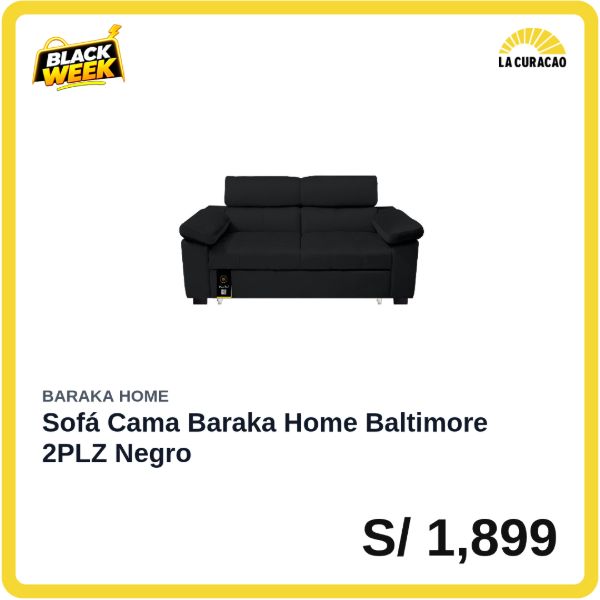 BLACK
WEEK
LA CURACAO
BARAKA HOME
Sofá Cama Baraka Home Baltimore
2PLZ Negro
S/ 1,899